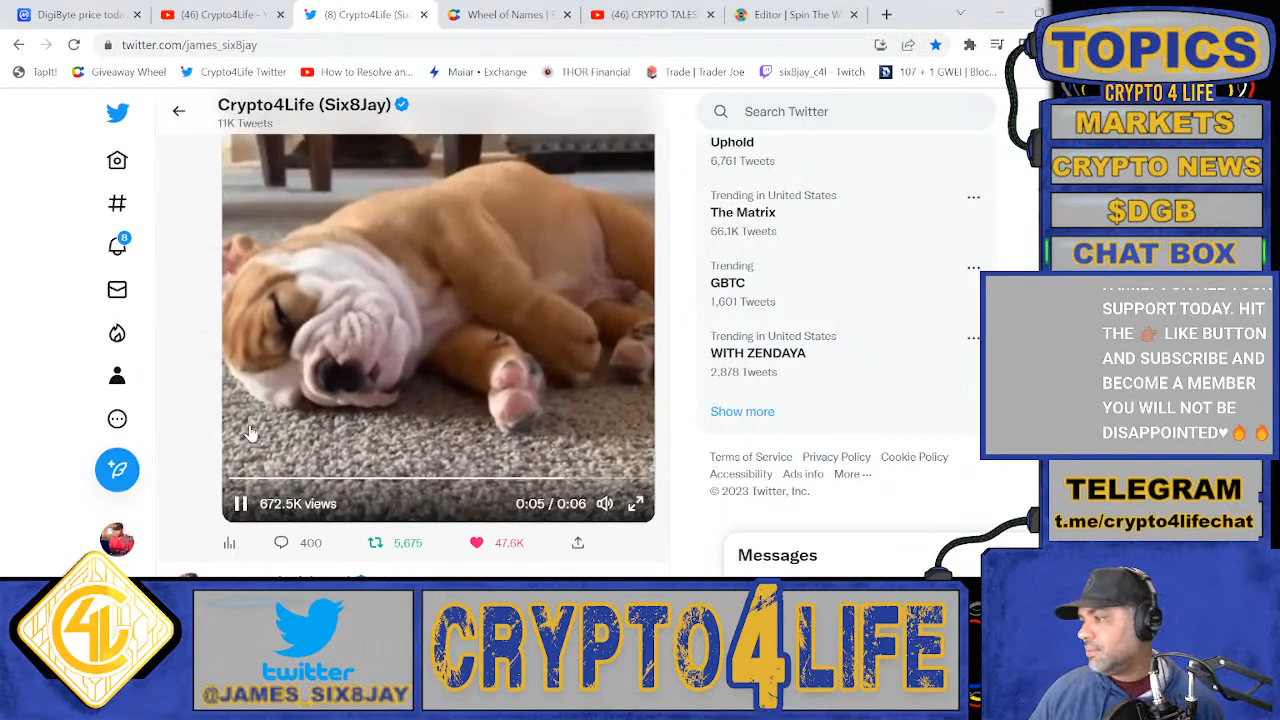 DigiByte price today
(46) Crypto4Life - Y
(8) Crypto4Life (Six
Wheel of Names | R
(46) CRYPTO TALES
Editor | Spin The W
twitter.com/james_six8jay
TapIt!
Giveaway Wheel
Crypto4Life Twitter
How to Resolve an...
Maiar • Exchange
THOR Financial
Trade | Trader Joe
six8jay_c4l - Twitch
107 + 1 GWEI | Bloc...
Crypto4Life (Six8Jay)
11K Tweets
Search Twitter
Uphold
6,761 Tweets
Trending in United States
The Matrix
66.1K Tweets
Trending
GBTC
1,601 Tweets
Trending in United States
WITH ZENDAYA
2,878 Tweets
Show more
Terms of Service Privacy Policy Cookie Policy
Accessibility Ads info More ···
© 2023 Twitter, Inc.
Messages
8
672.5K views
0:05 / 0:06
400
5,675
47.6K
TOPICS
CRYPTO 4 LIFE
MARKETS
CRYPTO NEWS
$DGB
CHAT BOX
SUPPORT TODAY. HIT
THE 👉🏽 LIKE BUTTON
AND SUBSCRIBE AND
BECOME A MEMBER
YOU WILL NOT BE
DISAPPOINTED♥🔥🔥
TELEGRAM
t.me/crypto4lifechat
C4L
twitter
@JAMES_SIX8JAY
CRYPTO4LIFE